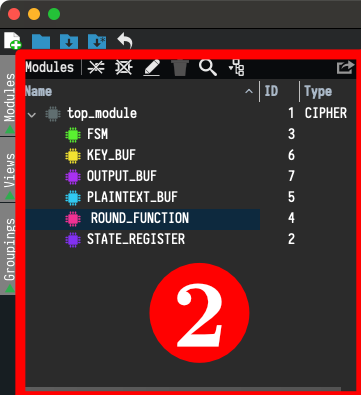 Modules
Name ID Type
top_module 1 CIPHER
FSM 3
KEY_BUF 6
OUTPUT_BUF 7
PLAINTEXT_BUF 5
ROUND_FUNCTION 4
STATE_REGISTER 2
Modules
Views
Groupings
2